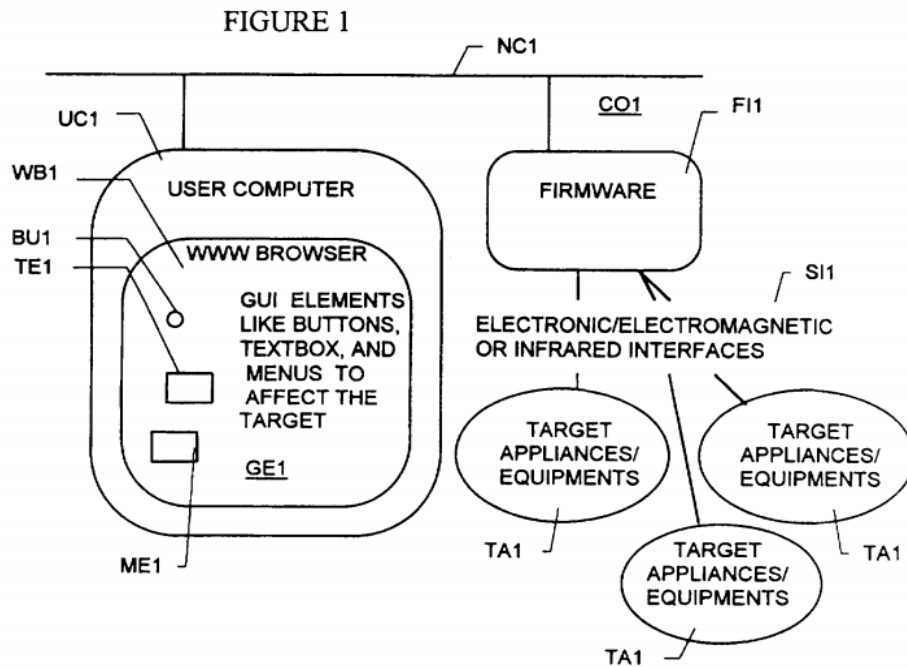 FIGURE 1
NC1
CO1
FI1
UC1
WB1
USER COMPUTER
FIRMWARE
BU1
TE1
WWW BROWSER
GUI ELEMENTS
LIKE BUTTONS,
TEXTBOX, AND
MENUS TO
AFFECT THE
TARGET
GE1
ME1
SI1
ELECTRONIC/ELECTROMAGNETIC
OR INFRARED INTERFACES
TARGET
APPLIANCES/
EQUIPMENTS
TA1
TARGET
APPLIANCES/
EQUIPMENTS
TA1
TARGET
APPLIANCES/
EQUIPMENTS
TA1